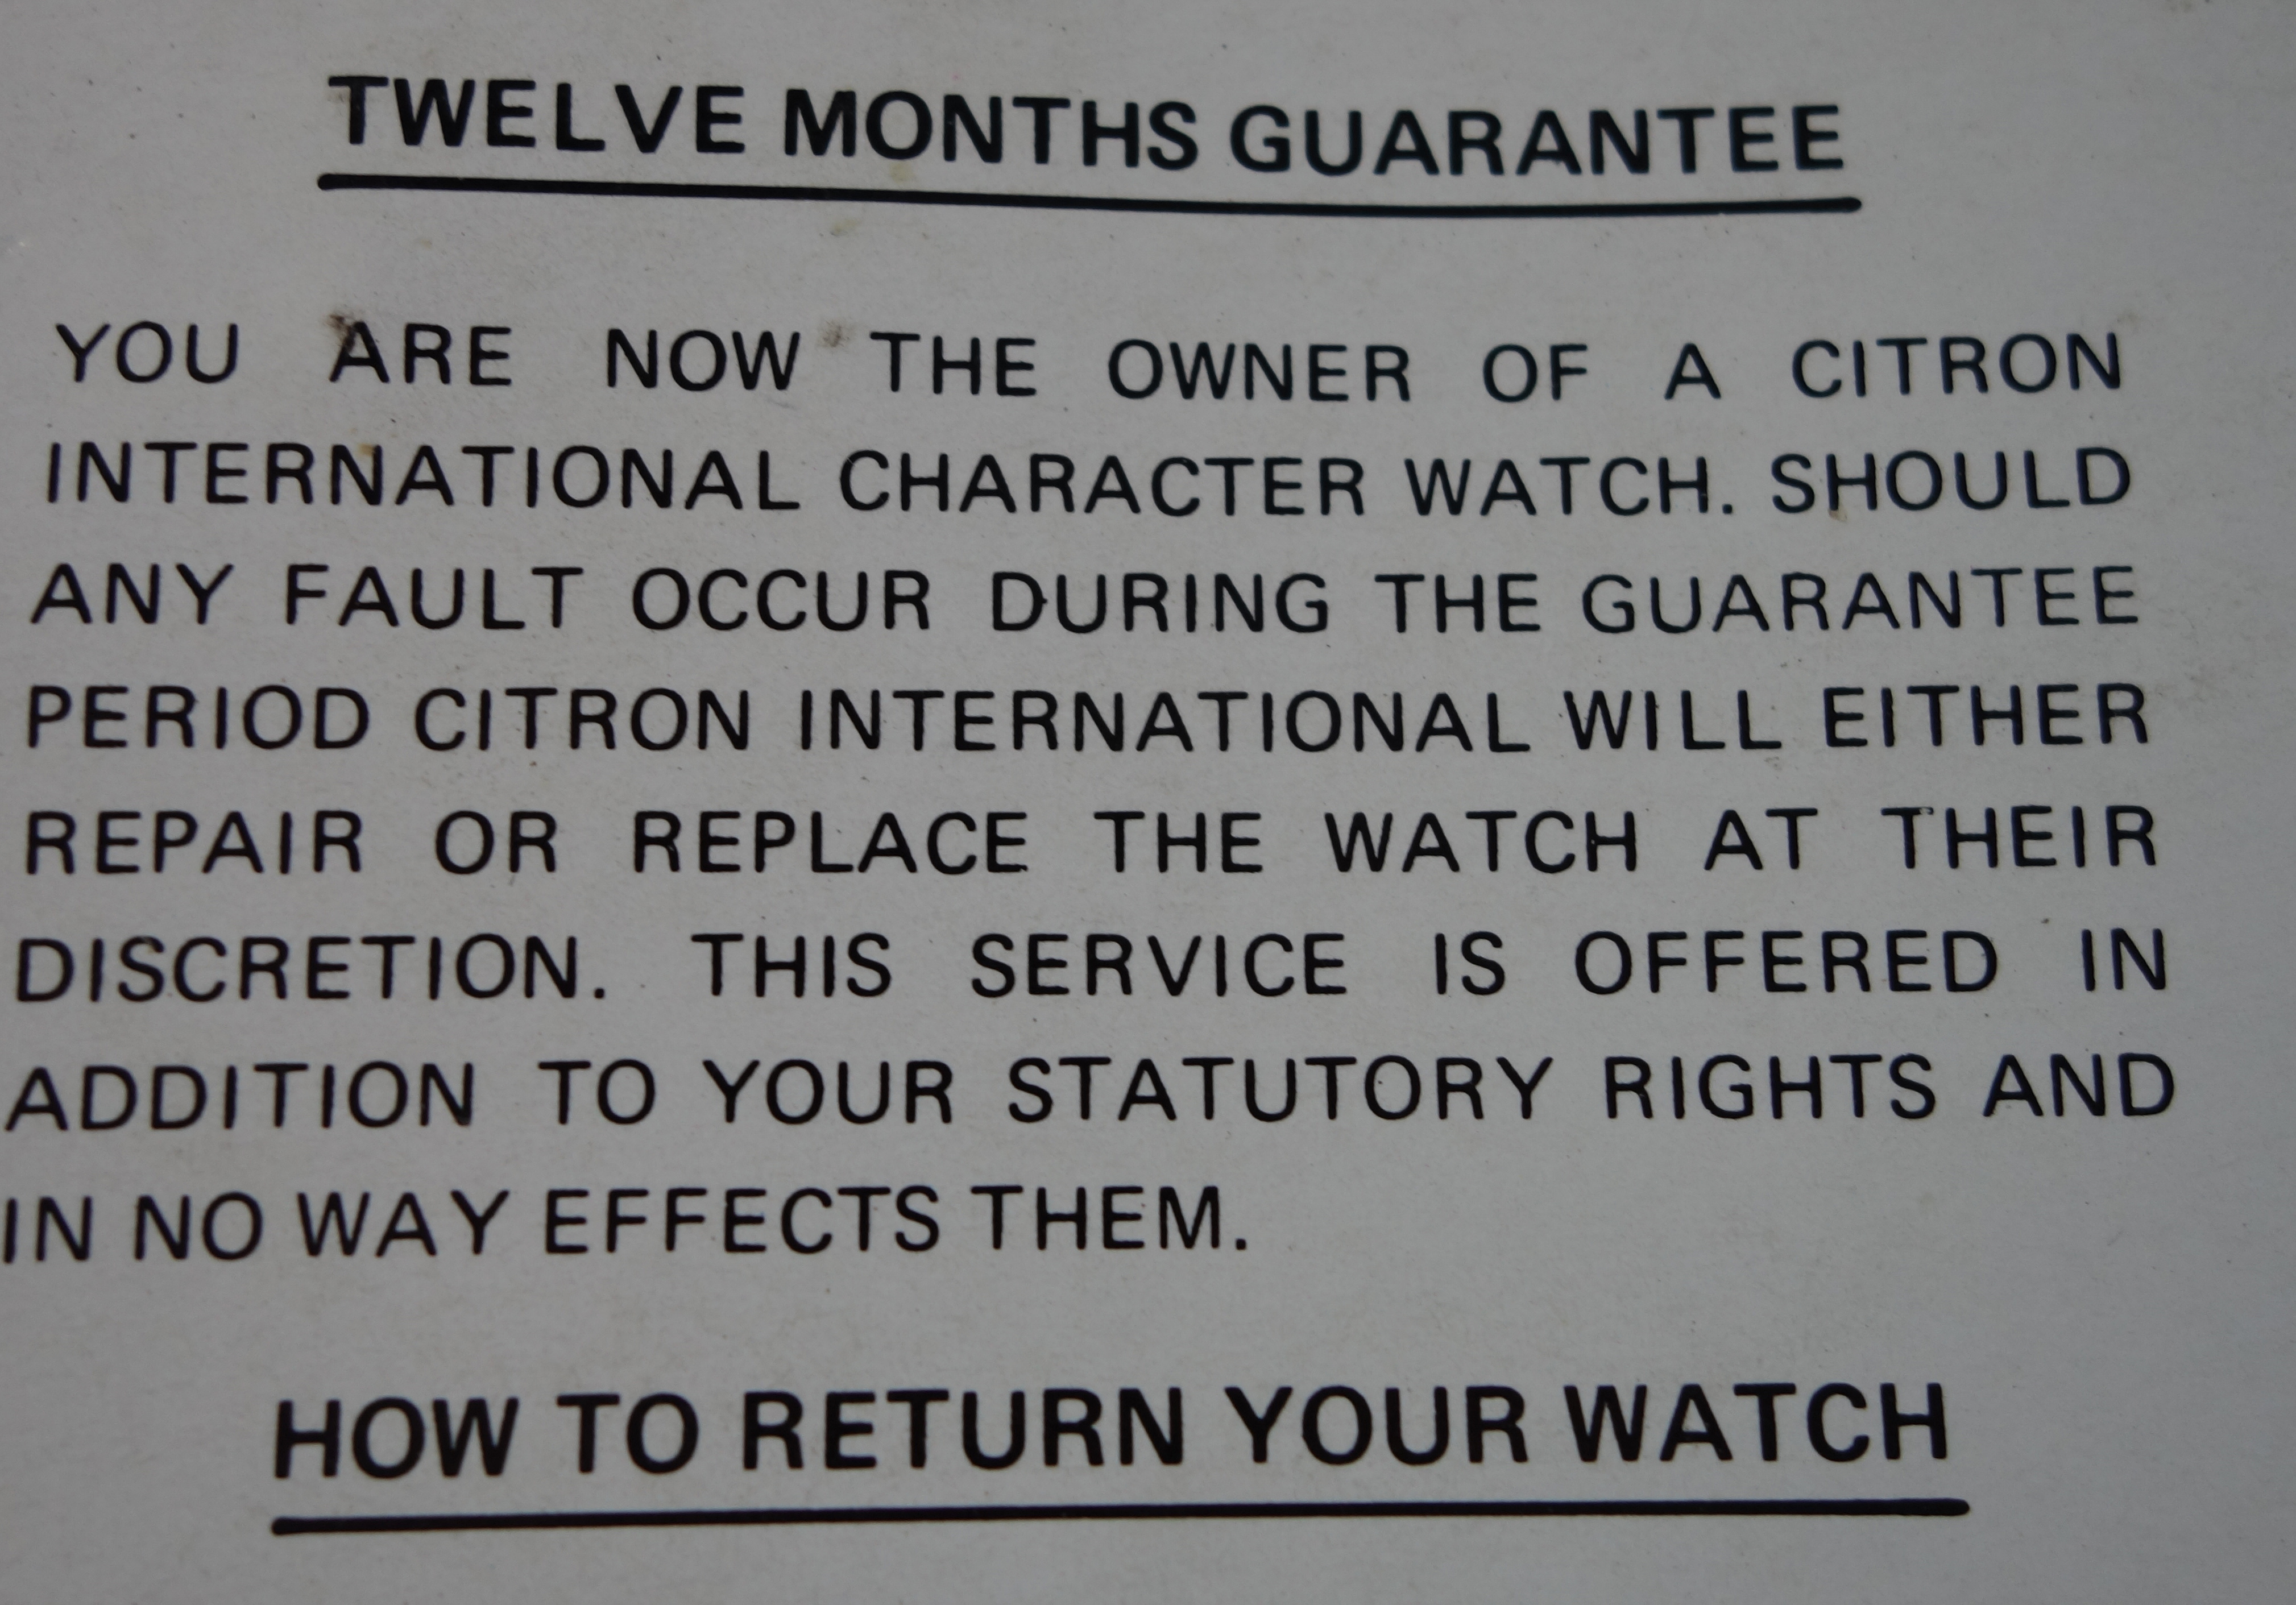 TWELVE MONTHS GUARANTEE
YOU ARE NOW THE OWNER OF A CITRON
INTERNATIONAL CHARACTER WATCH. SHOULD
ANY FAULT OCCUR DURING THE GUARANTEE
PERIOD CITRON INTERNATIONAL WILL EITHER
REPAIR OR REPLACE THE WATCH AT THEIR
DISCRETION. THIS SERVICE IS OFFERED IN
ADDITION TO YOUR STATUTORY RIGHTS AND
IN NO WAY EFFECTS THEM.
HOW TO RETURN YOUR WATCH